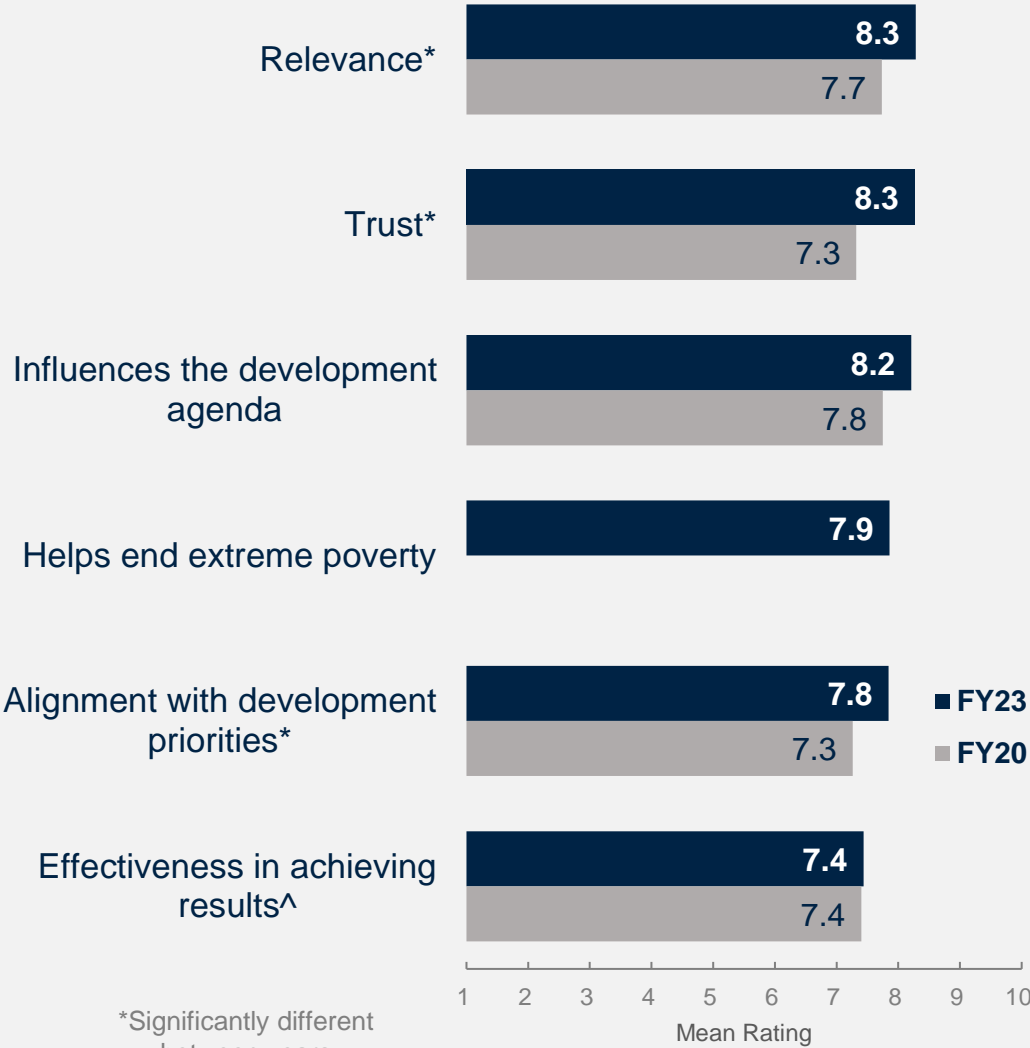 Relevance*
8.3
7.7
Trust*
8.3
7.3
Influences the development
agenda
8.2
7.8
Helps end extreme poverty
7.9
Alignment with development
priorities*
7.8
7.3
FY23
FY20
Effectiveness in achieving
results^
7.4
7.4
1 2 3 4 5 6 7 8 9 10
Mean Rating
*Significantly different